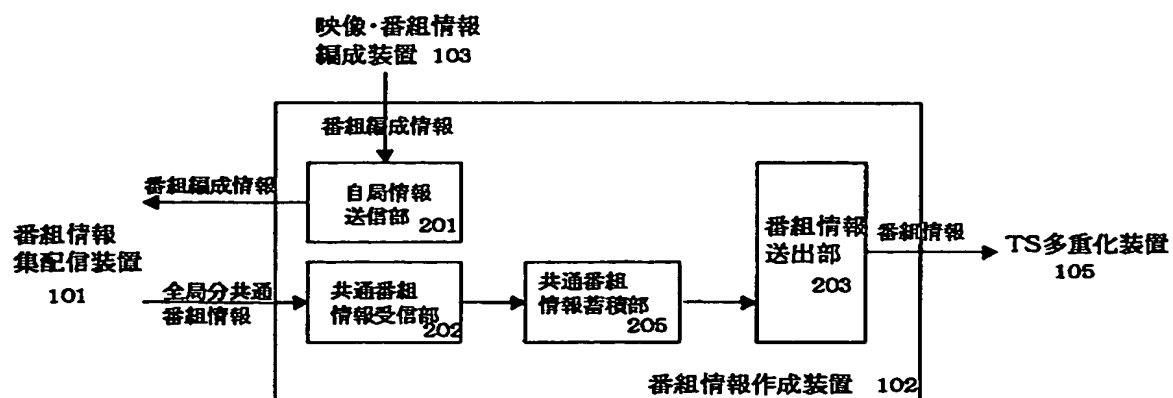 映像・番組情報
編成装置 103
番組編成情報
番組編成情報
自局情報
送信部
201
番組情報
集配信装置
101
全局分共通
番組情報
共通番組
情報受信部
202
共通番組
情報蓄積部
205
番組情報
送出部
203
番組情報
TS多重化装置
105
番組情報作成装置 102